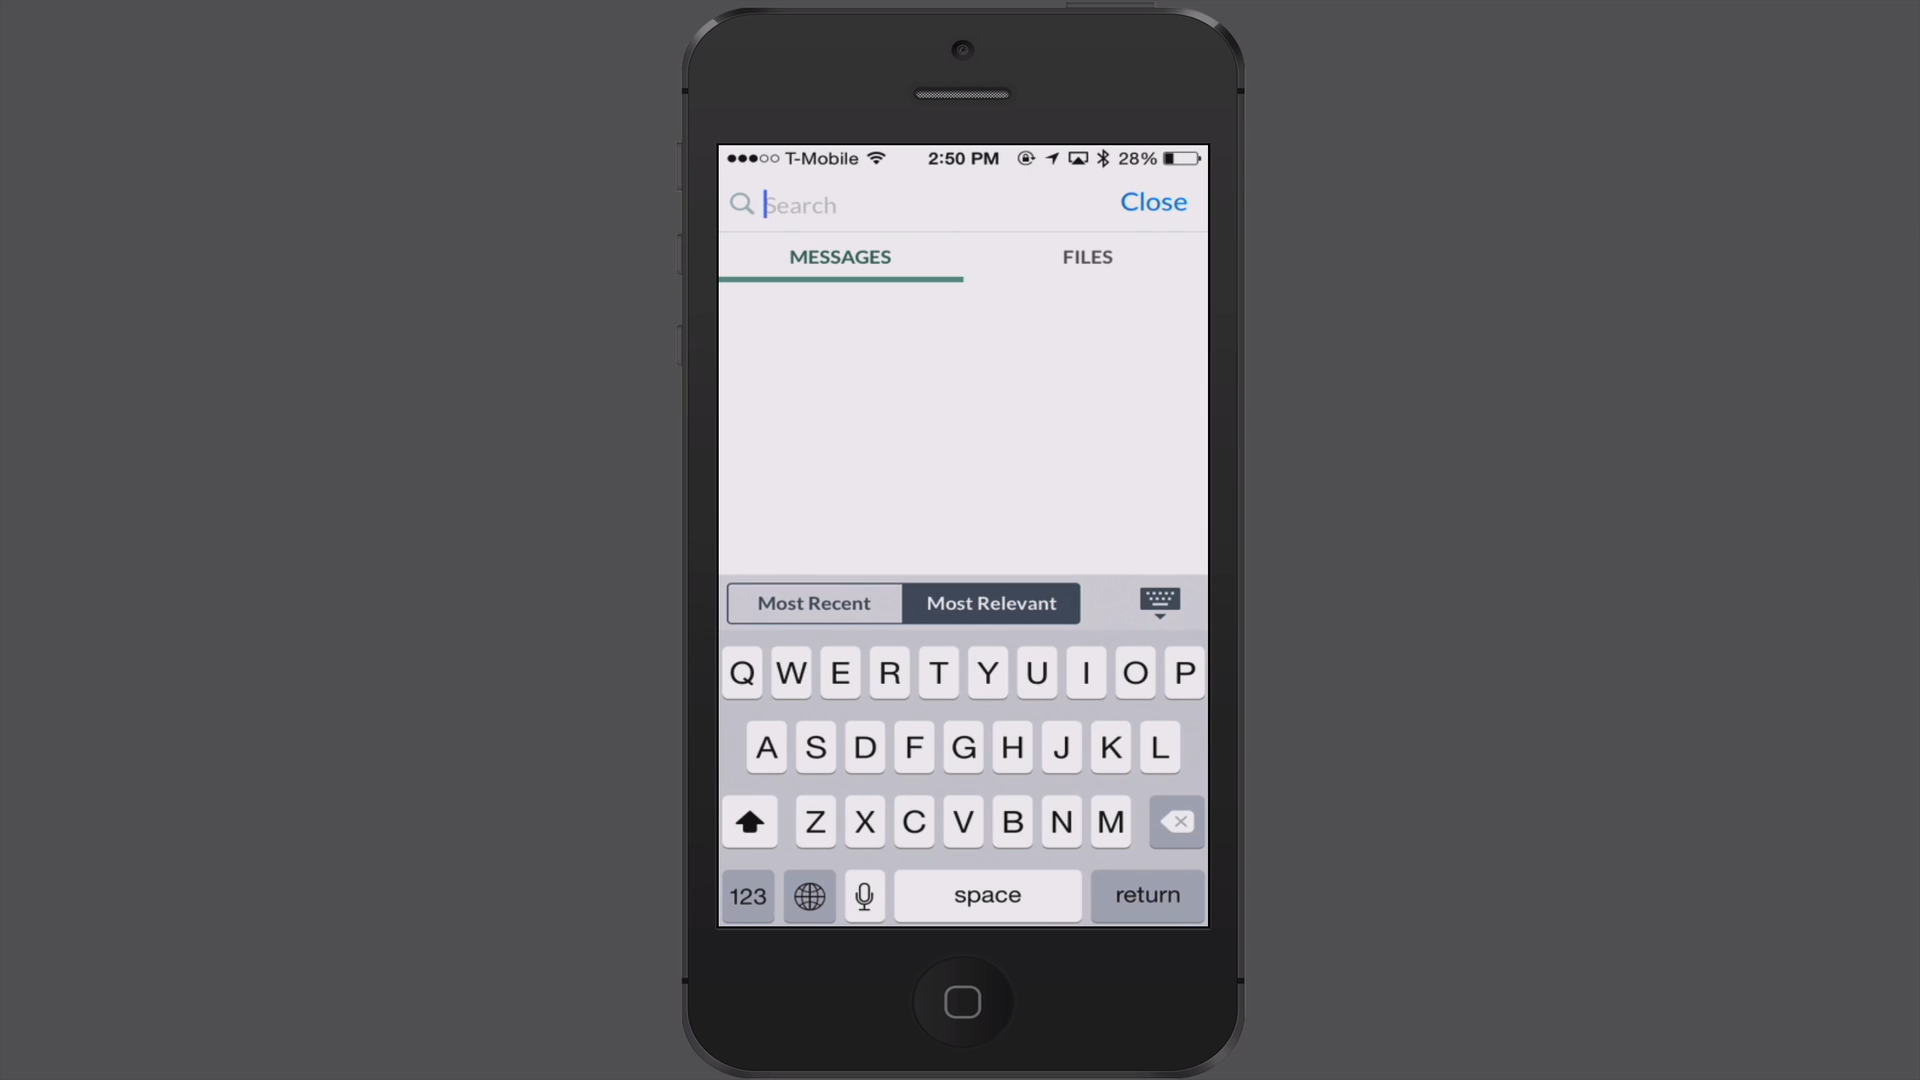 T-Mobile 2:50 PM 28%
Search Close
MESSAGES FILES
Most Recent Most Relevant
Q W E R T Y U I O P
A S D F G H J K L
Z X C V B N M
123 space return